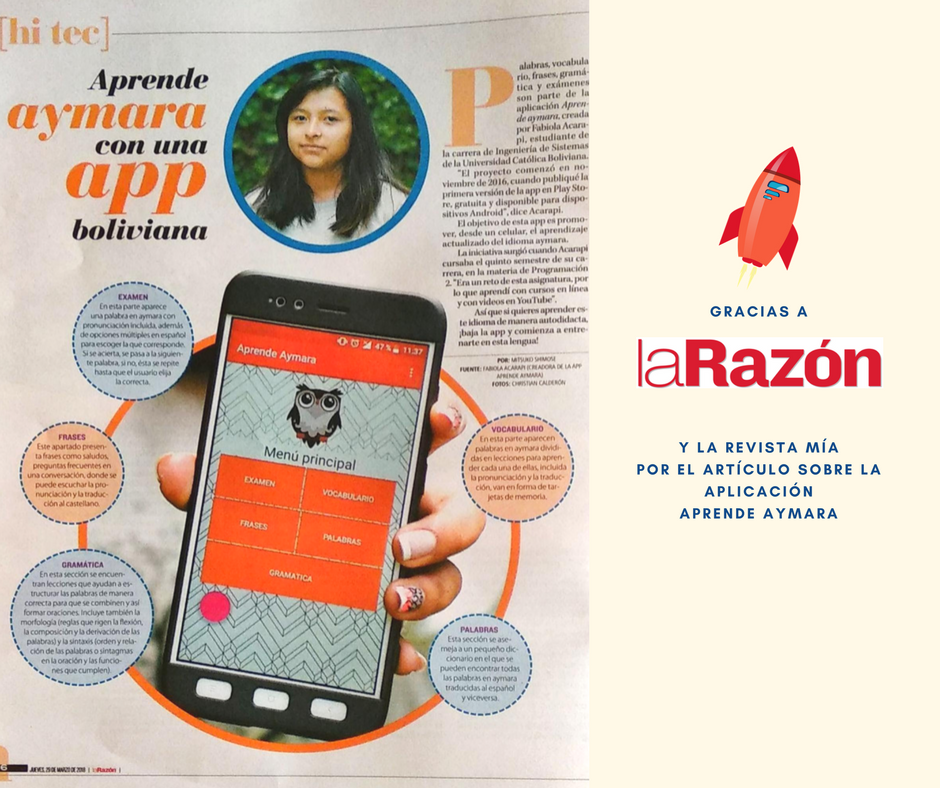 [hi tec]
Aprende
aymara
con una
app
boliviana
Palabras, vocabula
rio, frases, gramá-
tica y exámenes
son parte de la
aplicación Apren-
de aymara, creada
por Fabiola Acara-
pi, estudiante de
la carrera de Ingeniería de Sistemas
de la Universidad Católica Boliviana.
"El proyecto comenzó en no-
viembre de 2016, cuando publiqué la
primera versión de la app en Play Sto-
re, gratuita y disponible para dispo-
sitivos Android", dice Acarapi.
El objetivo de esta app es promo-
ver, desde un celular, el aprendizaje
actualizado del idioma aymara.
La iniciativa surgió cuando Acarapi
cursaba el quinto semestre de su ca-
rrera, en la materia de Programación
2. "Era un reto de esta asignatura, por
lo que aprendí con cursos en línea
y con videos en YouTube".
Así que si quieres aprender es-
te idioma de manera autodidacta,
¡baja la app y comienza a entre-
narte en esta lengua!
POR: MITSUKO SHIMOSE
FUENTE: FABIOLA ACARAPI (CREADORA DE LA APP
APRENDE AYMARA)
FOTOS: CHRISTIAN CALDERÓN
EXAMEN
En esta parte aparece
una palabra en aymara con
pronunciación incluida, además
de opciones múltiples en español
para escoger la que corresponde.
Si se acierta, se pasa a la siguien-
te palabra, si no, ésta se repite
hasta que el usuario elija
la correcta.
FRASES
Este apartado presen-
ta frases como saludos,
preguntas frecuentes en
una conversación, donde se
puede escuchar la pro-
nunciación y la traduc-
ción al castellano.
GRAMÁTICA
En esta sección se encuen-
tran lecciones que ayudan a es-
tructurar las palabras de manera
correcta para que se combinen y así
formar oraciones. Incluye también la
morfología (reglas que rigen la flexión,
la composición y la derivación de las
palabras) y la sintaxis (orden y rela-
ción de las palabras o sintagmas
en la oración y las funcio-
nes que cumplen).
47 % 11:37
Aprende Aymara
Menú principal
EXAMEN
VOCABULARIO
FRASES
PALABRAS
GRAMATICA
VOCABULARIO
En esta parte aparecen
palabras en aymara dividi-
das en lecciones para apren-
der cada una de ellas, incluida
la pronunciación y la traduc-
ción, van en forma de tar-
jetas de memoria.
PALABRAS
Esta sección se ase-
meja a un pequeño dic-
cionario en el que se
pueden encontrar todas
las palabras en aymara
traducidas al español
y viceversa.
JUEVES, 29 DE MARZO DE 2018 | laRazón |
GRACIAS A
laRazón
Y LA REVISTA MÍA
POR EL ARTÍCULO SOBRE LA
APLICACIÓN
APRENDE AYMARA